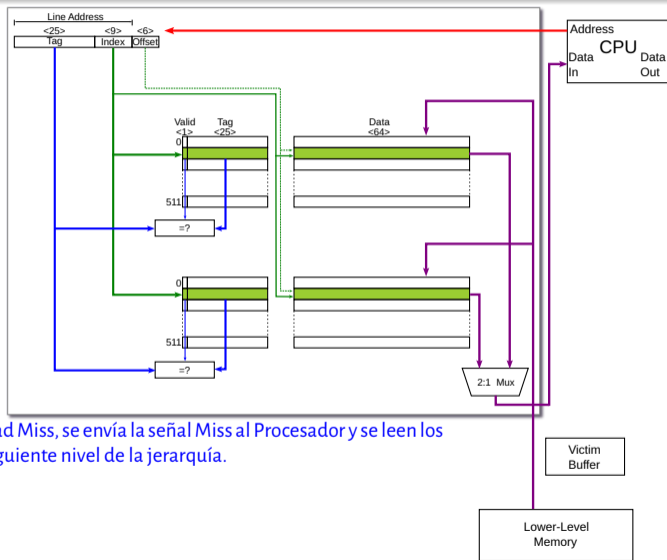 Line Address
<25> <9> <6>
Tag Index Offset
Address
CPU
Data In
Data Out
Valid <1>
Tag <25>
Data <64>
0
511
=?
0
511
=?
2:1 Mux
ad Miss, se envía la señal Miss al Procesador y se leen los
guiente nivel de la jerarquía.
Victim
Buffer
Lower-Level
Memory